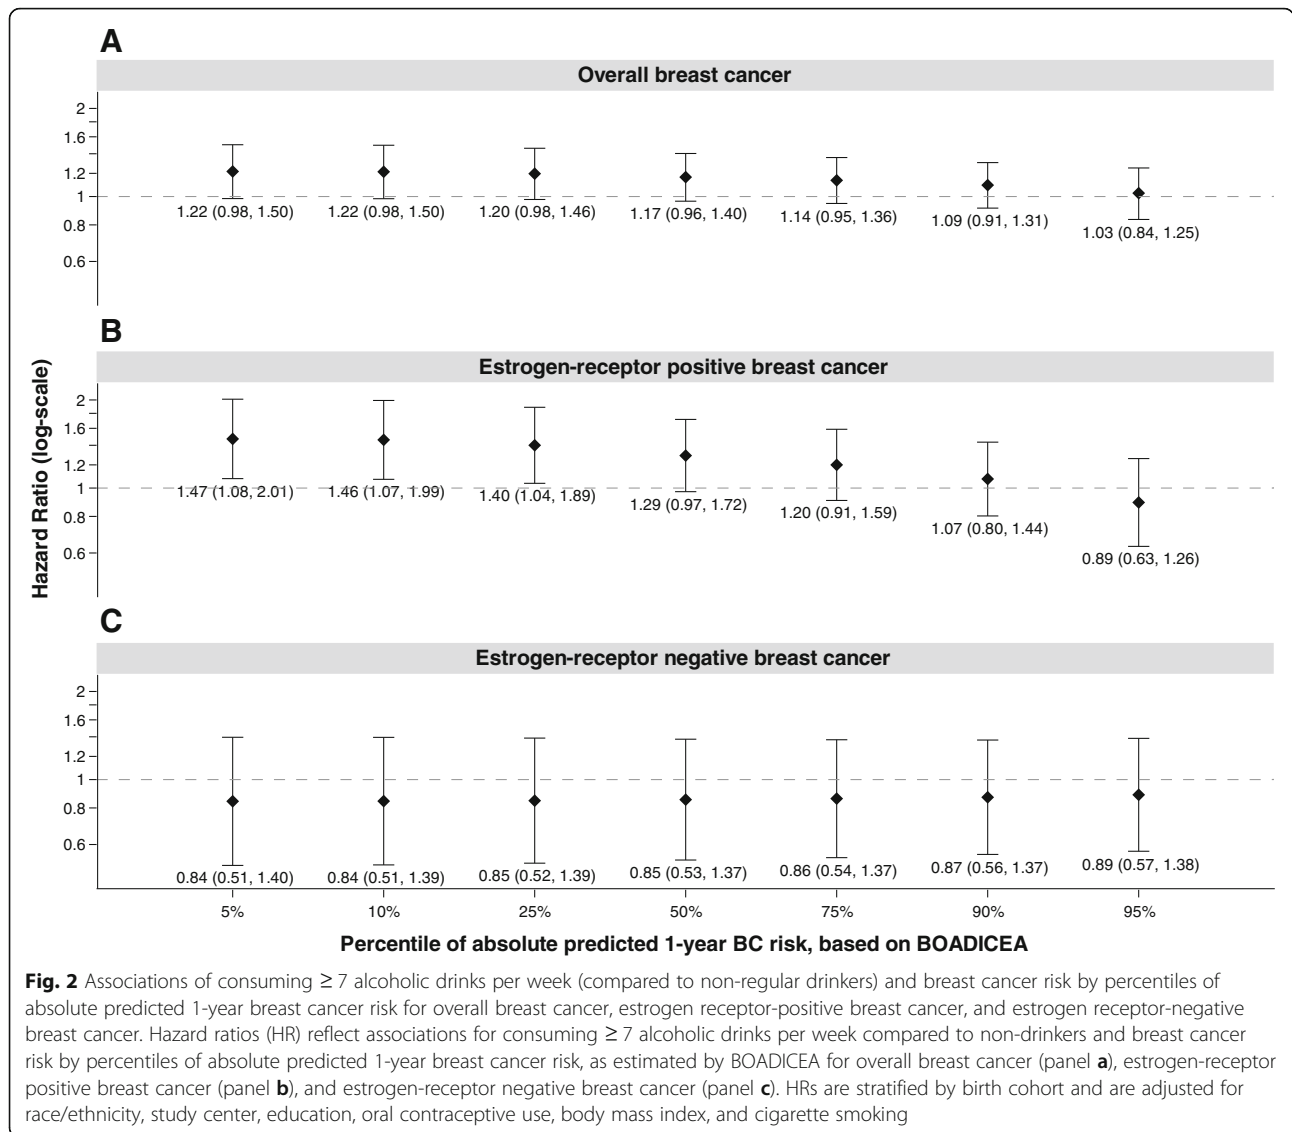 A
Overall breast cancer
2
1.6
1.2
1
0.8
0.6
1.22 (0.98, 1.50) 1.22 (0.98, 1.50) 1.20 (0.98, 1.46) 1.17 (0.96, 1.40) 1.14 (0.95, 1.36) 1.09 (0.91, 1.31) 1.03 (0.84, 1.25)
B
Estrogen-receptor positive breast cancer
Hazard Ratio (log-scale)
2
1.6
1.2
1
0.8
0.6
1.47 (1.08, 2.01) 1.46 (1.07, 1.99) 1.40 (1.04, 1.89) 1.29 (0.97, 1.72) 1.20 (0.91, 1.59) 1.07 (0.80, 1.44) 0.89 (0.63, 1.26)
C
Estrogen-receptor negative breast cancer
2
1.6
1.2
1
0.8
0.6
0.84 (0.51, 1.40) 0.84 (0.51, 1.39) 0.85 (0.52, 1.39) 0.85 (0.53, 1.37) 0.86 (0.54, 1.37) 0.87 (0.56, 1.37) 0.89 (0.57, 1.38)
5% 10% 25% 50% 75% 90% 95%
Percentile of absolute predicted 1-year BC risk, based on BOADICEA
Fig. 2 Associations of consuming ≥ 7 alcoholic drinks per week (compared to non-regular drinkers) and breast cancer risk by percentiles of
absolute predicted 1-year breast cancer risk for overall breast cancer, estrogen receptor-positive breast cancer, and estrogen receptor-negative
breast cancer. Hazard ratios (HR) reflect associations for consuming ≥ 7 alcoholic drinks per week compared to non-drinkers and breast cancer
risk by percentiles of absolute predicted 1-year breast cancer risk, as estimated by BOADICEA for overall breast cancer (panel a), estrogen-receptor
positive breast cancer (panel b), and estrogen-receptor negative breast cancer (panel c). HRs are stratified by birth cohort and are adjusted for
race/ethnicity, study center, education, oral contraceptive use, body mass index, and cigarette smoking